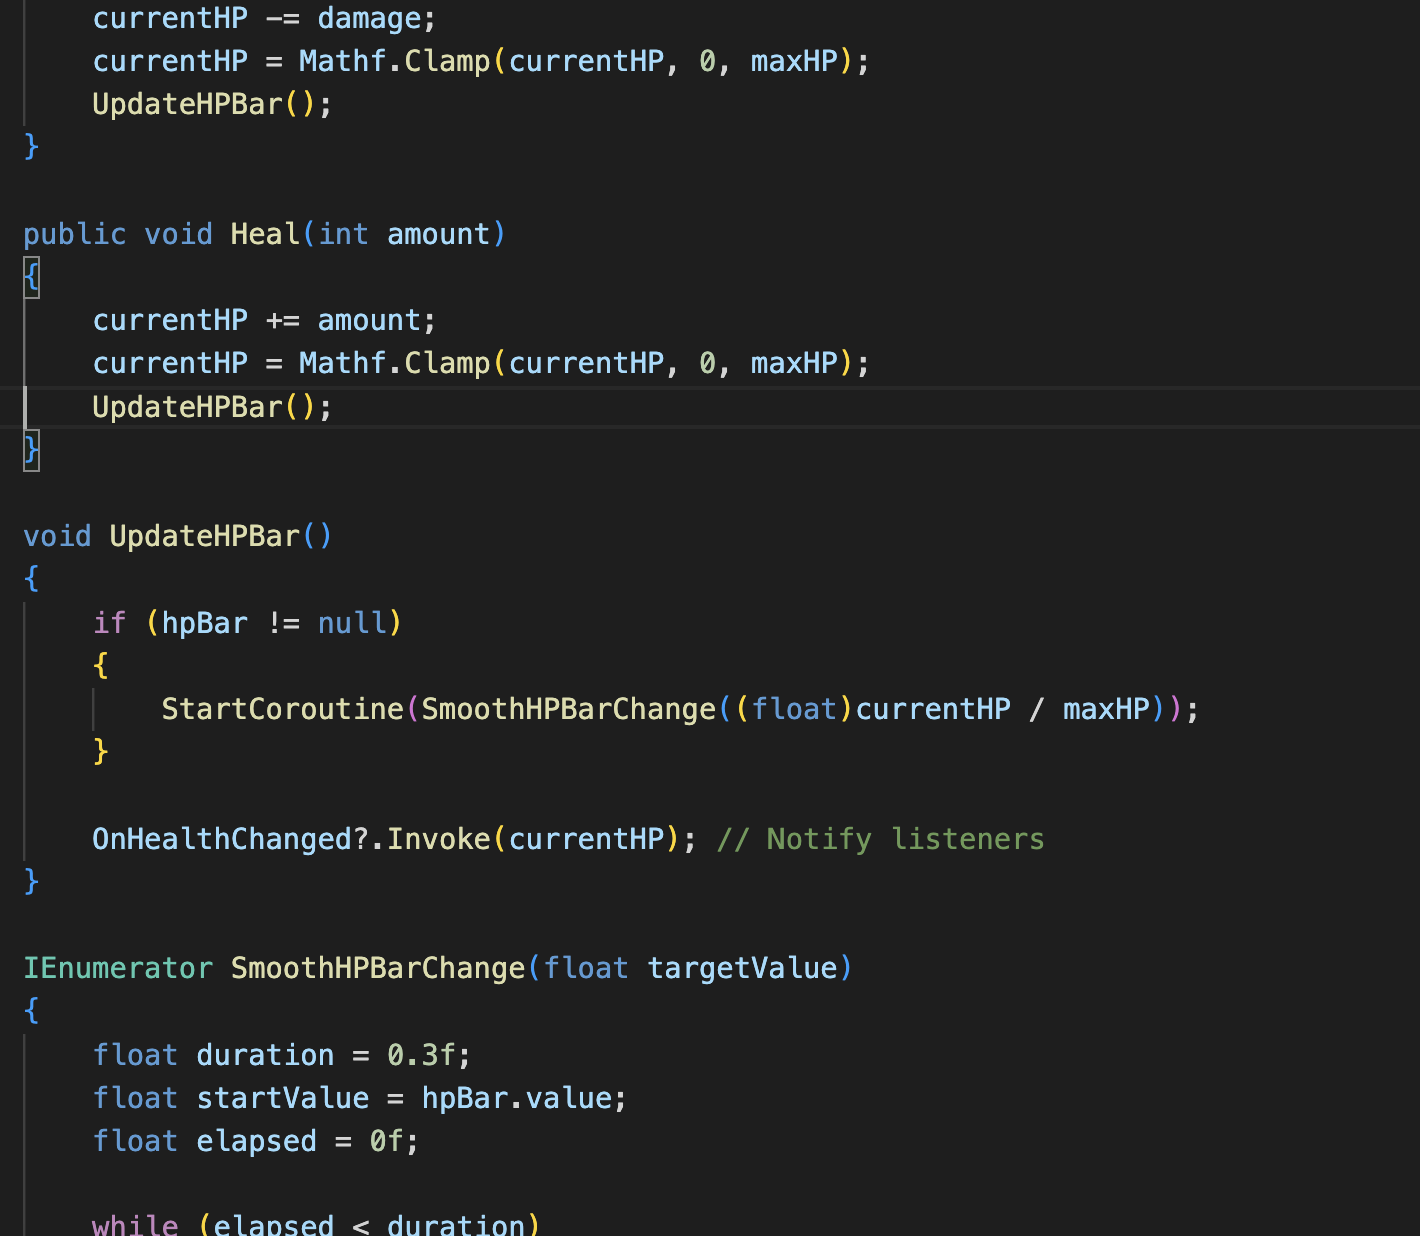 currentHP -= damage;
currentHP = Mathf.Clamp(currentHP, 0, maxHP);
UpdateHPBar();
}
public void Heal(int amount)
{
currentHP += amount;
currentHP = Mathf.Clamp(currentHP, 0, maxHP);
UpdateHPBar();
}
void UpdateHPBar()
{
if (hpBar != null)
{
StartCoroutine(SmoothHPBarChange((float)currentHP / maxHP));
}
OnHealthChanged?.Invoke(currentHP); // Notify listeners
}
IEnumerator SmoothHPBarChange(float targetValue)
{
float duration = 0.3f;
float startValue = hpBar.value;
float elapsed = 0f;
while (elapsed < duration)